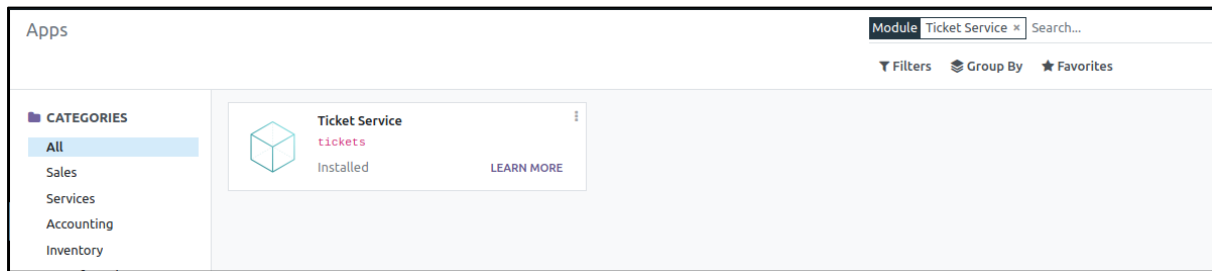 Apps
Module Ticket Service × Search...
Filters Group By Favorites
CATEGORIES
All
Sales
Services
Accounting
Inventory
Ticket Service
tickets
Installed LEARN MORE